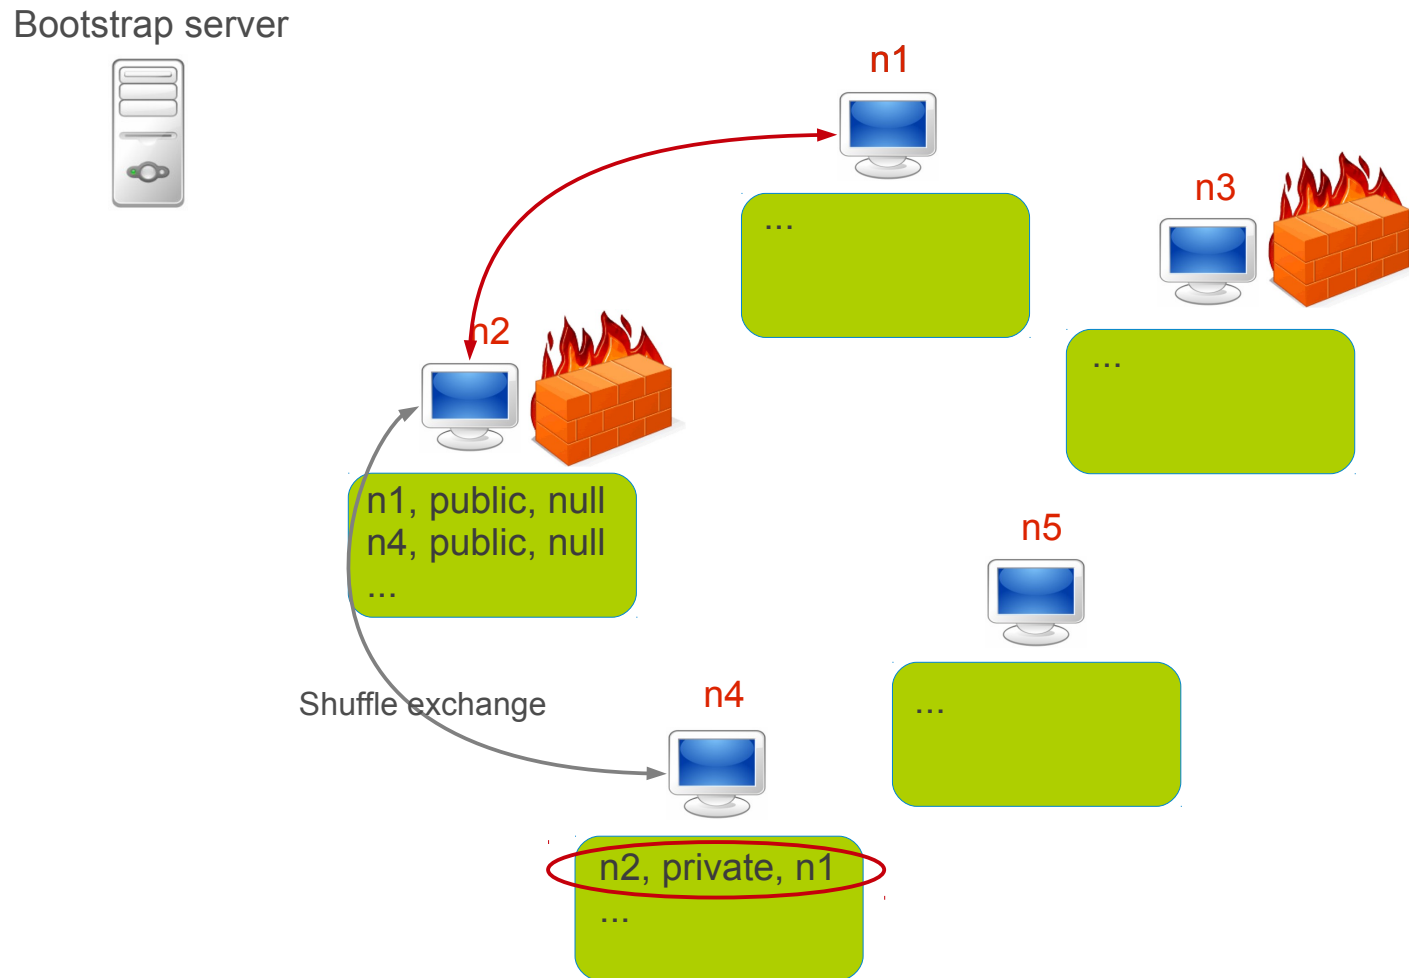 Bootstrap server
n1
...
n3
...
n2
n1, public, null
n4, public, null
...
n5
...
Shuffle exchange
n4
n2, private, n1
...